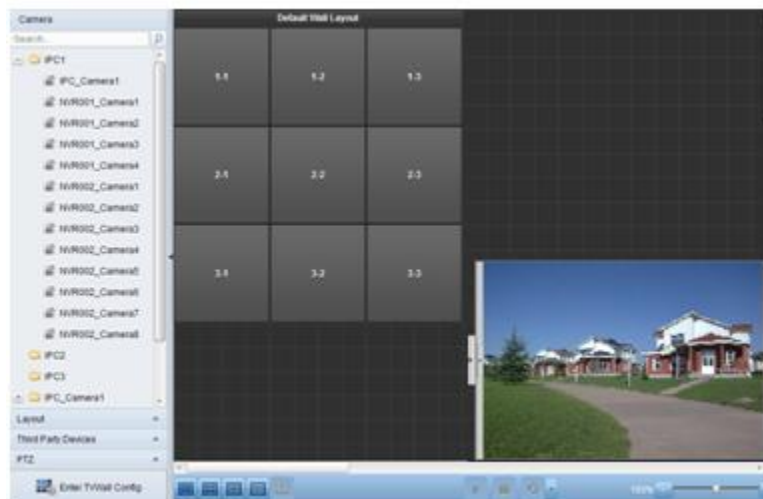 Camera
Search...
IPC1
IPC_Camera1
NVR001_Camera1
NVR001_Camera2
NVR001_Camera3
NVR001_Camera4
NVR002_Camera1
NVR002_Camera2
NVR002_Camera3
NVR002_Camera4
NVR002_Camera5
NVR002_Camera6
NVR002_Camera7
NVR002_Camera8
IPC2
IPC3
IPC_Camera1
Layout
Third Party Devices
PTZ
Enter TVWall Config
Default Wall Layout
1-1 1-2 1-3
2-1 2-2 2-3
3-1 3-2 3-3
100%